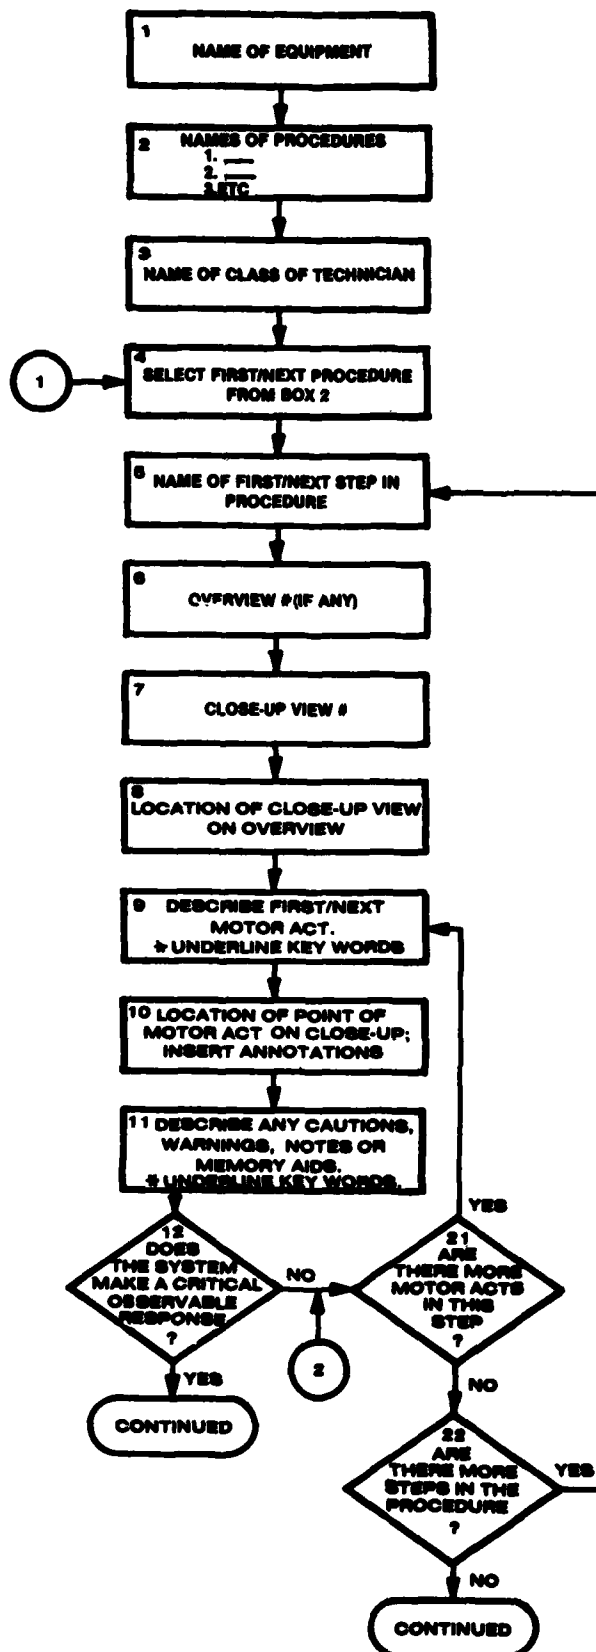 1
NAME OF EQUIPMENT
2
NAMES OF PROCEDURES
1. ___
2. ___
3.ETC
3
NAME OF CLASS OF TECHNICIAN
4
1
SELECT FIRST/NEXT PROCEDURE
FROM BOX 2
5
NAME OF FIRST/NEXT STEP IN
PROCEDURE
6
OVERVIEW #(IF ANY)
7
CLOSE-UP VIEW #
8
LOCATION OF CLOSE-UP VIEW
ON OVERVIEW
9 DESCRIBE FIRST/NEXT
MOTOR ACT.
* UNDERLINE KEY WORDS
10 LOCATION OF POINT OF
MOTOR ACT ON CLOSE-UP;
INSERT ANNOTATIONS
11 DESCRIBE ANY CAUTIONS,
WARNINGS, NOTES OR
MEMORY AIDS.
* UNDERLINE KEY WORDS.
12
DOES
THE SYSTEM
MAKE A CRITICAL
OBSERVABLE
RESPONSE
?
NO
YES
CONTINUED
2
YES
21
ARE
THERE MORE
MOTOR ACTS
IN THIS
STEP
?
NO
22
ARE
THERE MORE
STEPS IN THE
PROCEDURE
?
YES
NO
CONTINUED